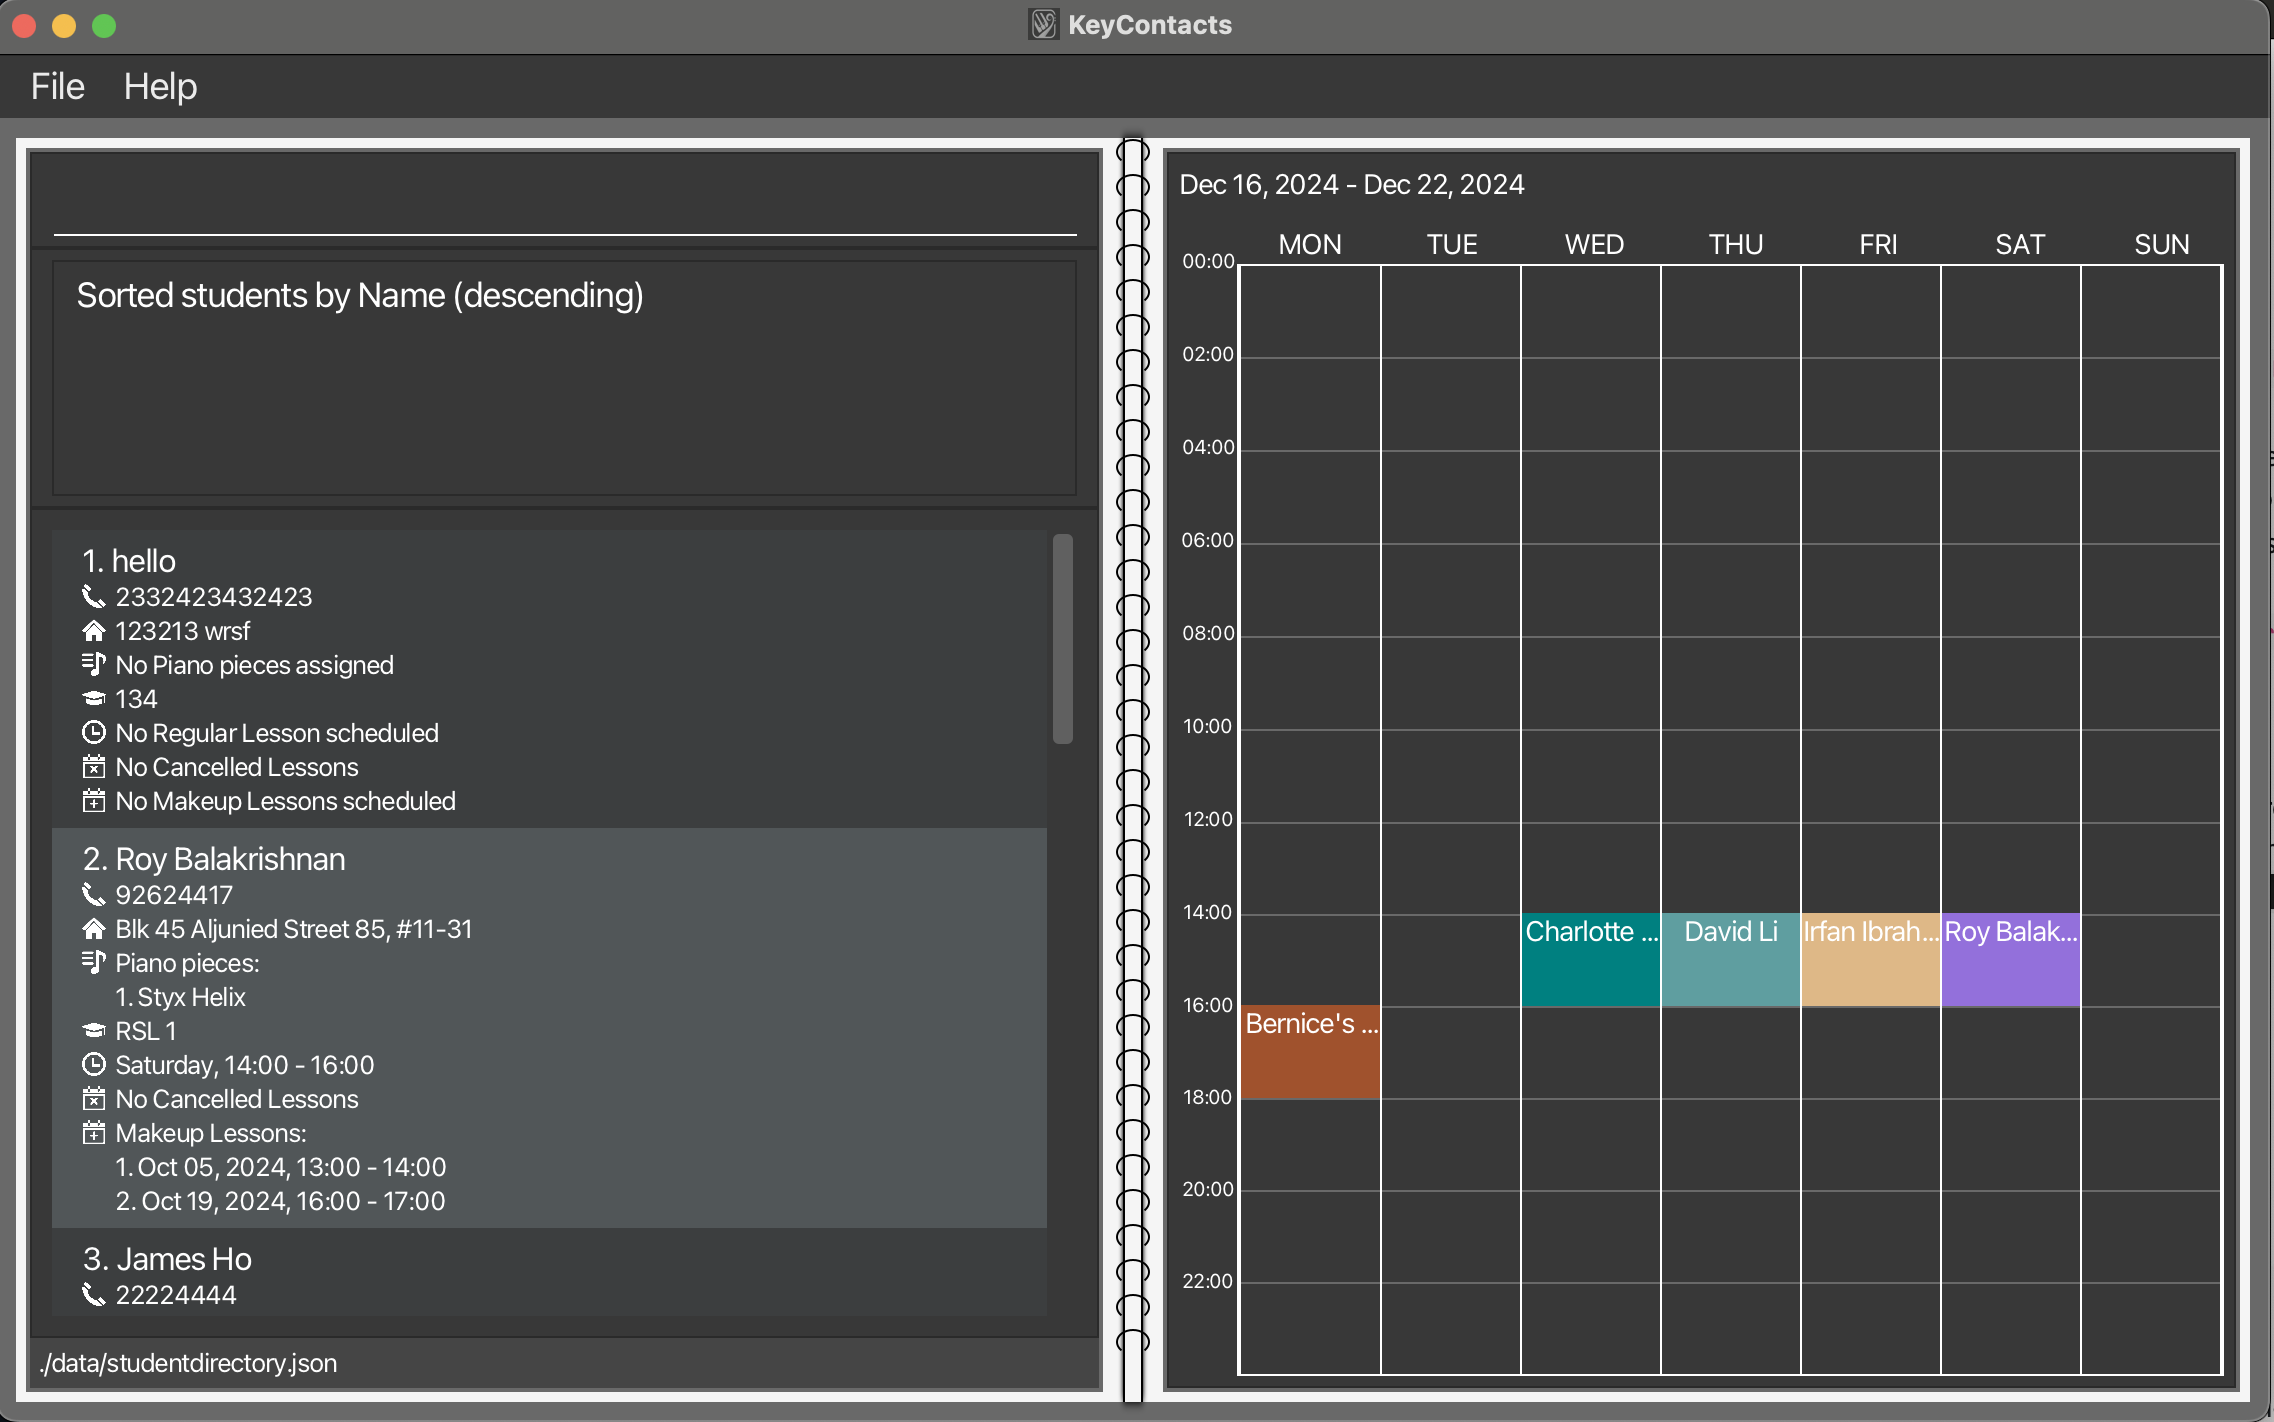 KeyContacts
File Help
Sorted students by Name (descending)
1. hello
2332423432423
123213 wrsf
No Piano pieces assigned
134
No Regular Lesson scheduled
No Cancelled Lessons
No Makeup Lessons scheduled
2. Roy Balakrishnan
92624417
Blk 45 Aljunied Street 85, #11-31
Piano pieces:
1. Styx Helix
RSL 1
Saturday, 14:00 - 16:00
No Cancelled Lessons
Makeup Lessons:
1. Oct 05, 2024, 13:00 - 14:00
2. Oct 19, 2024, 16:00 - 17:00
3. James Ho
22224444
./data/studentdirectory.json
Dec 16, 2024 - Dec 22, 2024
MON TUE WED THU FRI SAT SUN
00:00
02:00
04:00
06:00
08:00
10:00
12:00
14:00 Charlotte ... David Li Irfan Ibrah... Roy Balak...
16:00 Bernice's ...
18:00
20:00
22:00